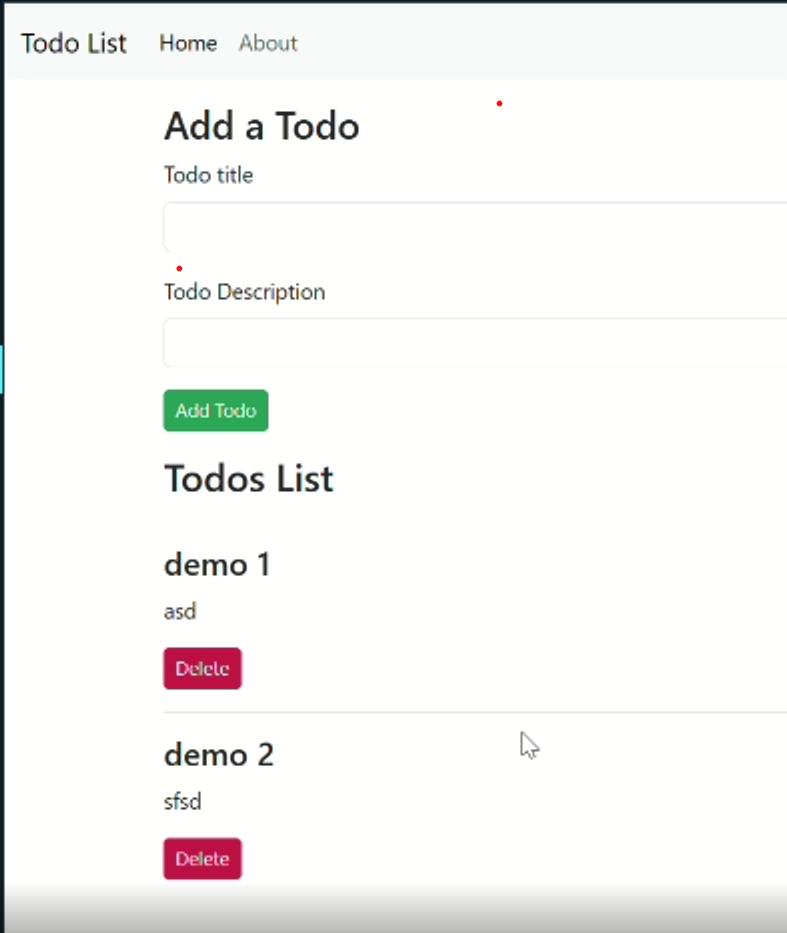 Todo List Home About
Add a Todo
Todo title
Todo Description
Add Todo
Todos List
demo 1
asd
Delete
demo 2
sfsd
Delete